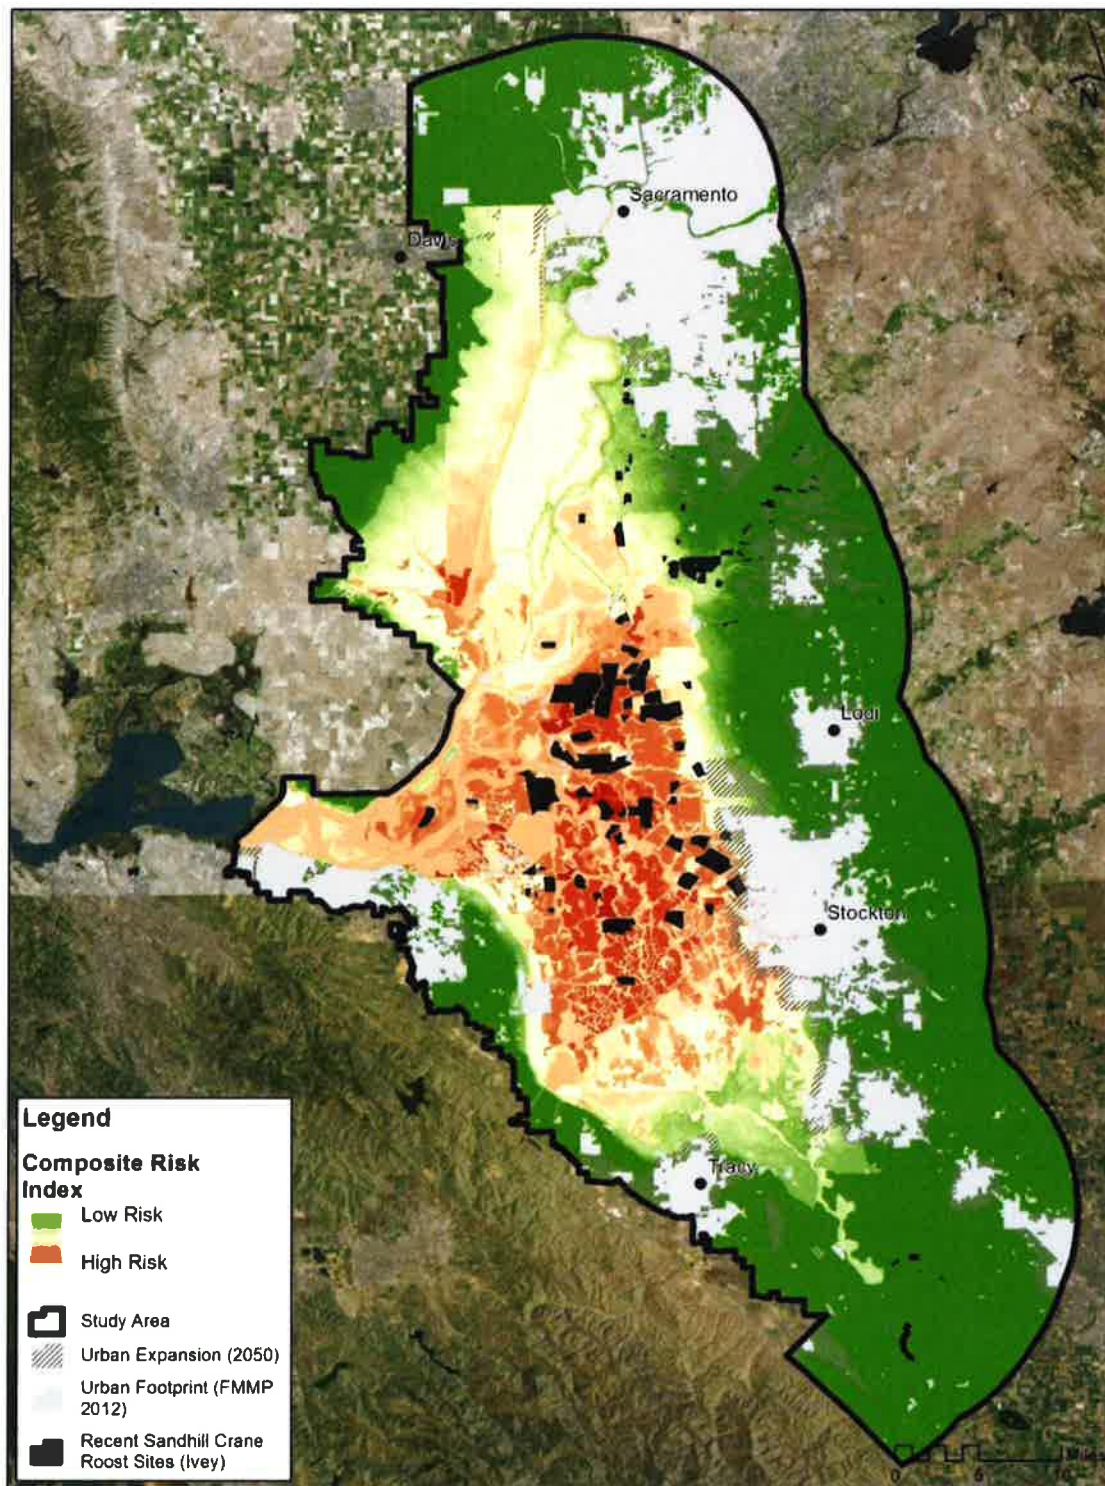 N
Sacramento
Davis
Lodi
Stockton
Tracy
Legend
Composite Risk
Index
Low Risk
High Risk
Study Area
Urban Expansion (2050)
Urban Footprint (FMMP
2012)
Recent Sandhill Crane
Roost Sites (Ivey)
Miles
0 5 10